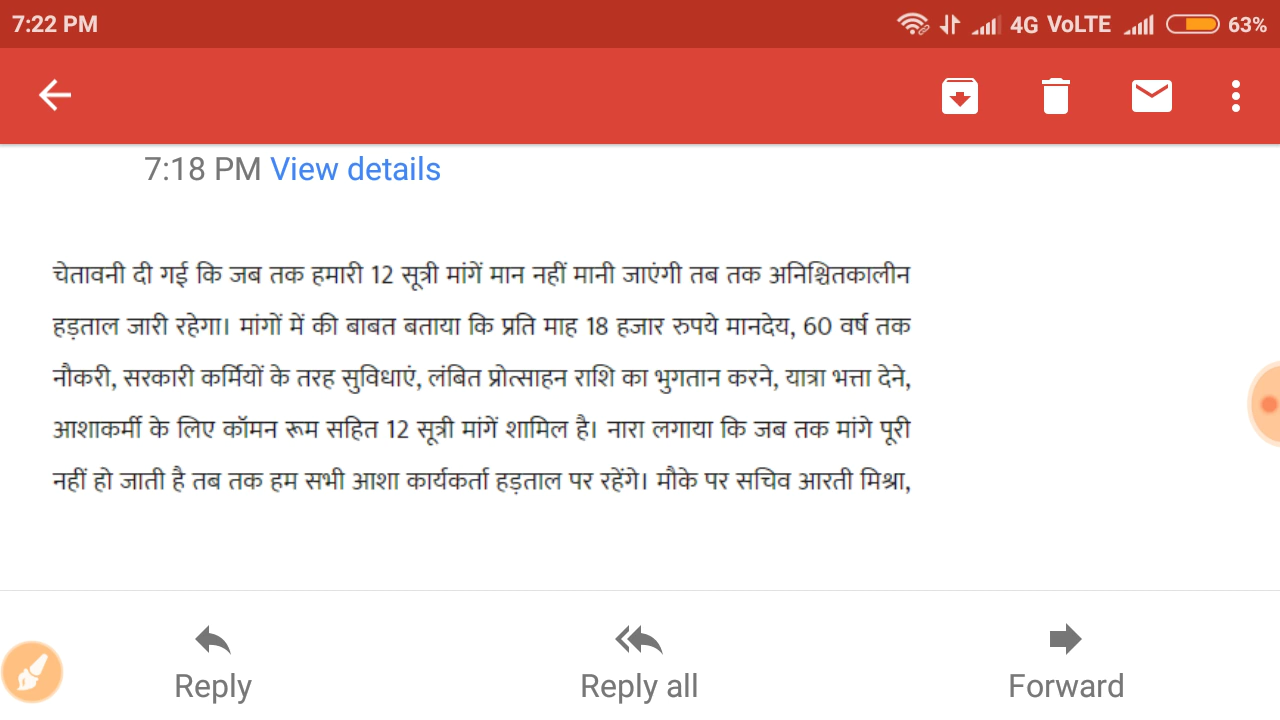 7:22 PM 4G VoLTE 63%
7:18 PM View details
चेतावनी दी गई कि जब तक हमारी 12 सूत्री मांगें मान नहीं मानी जाएंगी तब तक अनिश्चितकालीन
हड़ताल जारी रहेगा। मांगों में की बाबत बताया कि प्रति माह 18 हजार रुपये मानदेय, 60 वर्ष तक
नौकरी, सरकारी कर्मियों के तरह सुविधाएं, लंबित प्रोत्साहन राशि का भुगतान करने, यात्रा भत्ता देने,
आशाकर्मी के लिए कॉमन रूम सहित 12 सूत्री मांगें शामिल है। नारा लगाया कि जब तक मांगे पूरी
नहीं हो जाती है तब तक हम सभी आशा कार्यकर्ता हड़ताल पर रहेंगे। मौके पर सचिव आरती मिश्रा,
Reply Reply all Forward